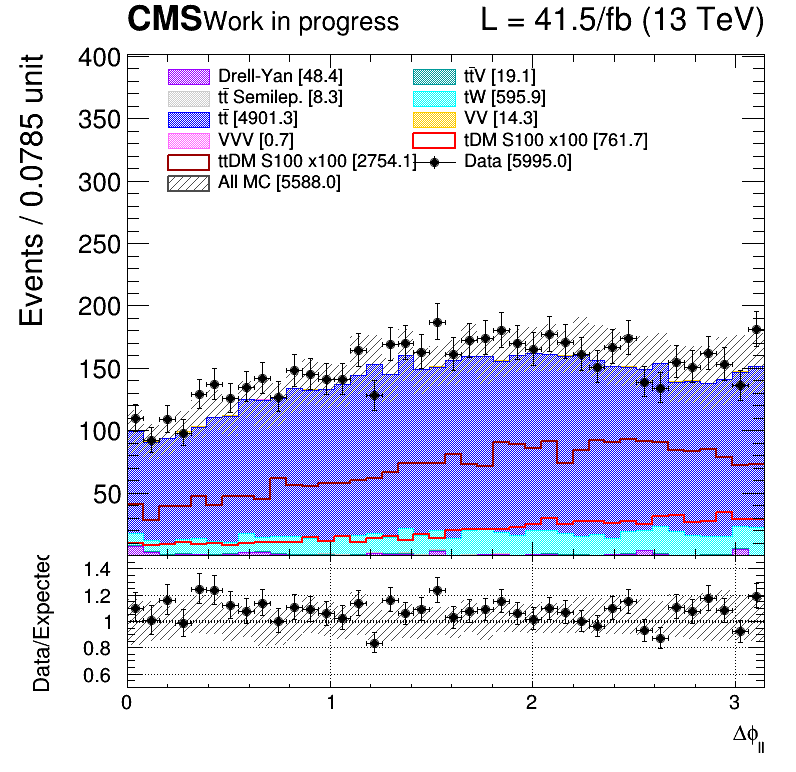 CMS Work in progress L = 41.5/fb (13 TeV)
Events / 0.0785 unit
400
350
300
250
200
150
100
50
Drell-Yan [48.4]
tt̄V [19.1]
tt̄ Semilep. [8.3]
tW [595.9]
tt̄ [4901.3]
VV [14.3]
VVV [0.7]
tDM S100 x100 [761.7]
ttDM S100 x100 [2754.1]
Data [5995.0]
All MC [5588.0]
Data/Expected
1.4
1.2
1
0.8
0.6
0 1 2 3
Δϕ_ll